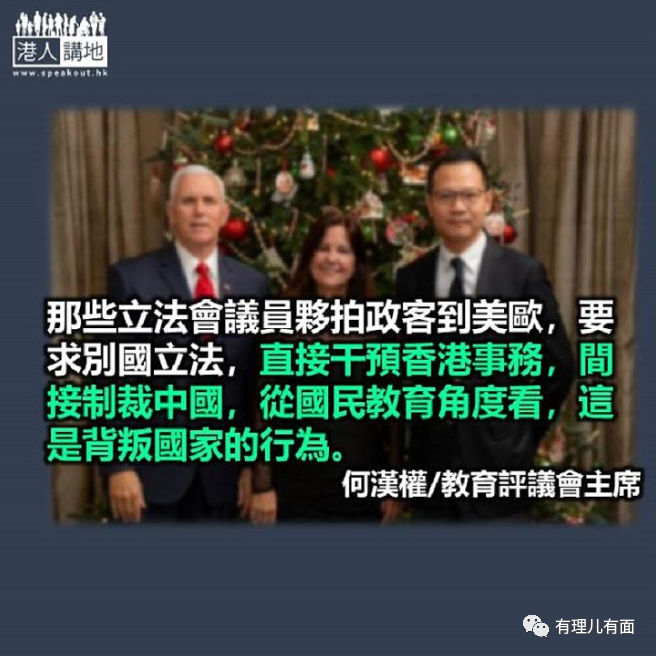 港人講地
www.speakout.hk
那些立法會議員夥拍政客到美歐，要
求別國立法，直接干預香港事務，間
接制裁中國，從國民教育角度看，這
是背叛國家的行為。
何漢權/教育評議會主席
有理儿有面